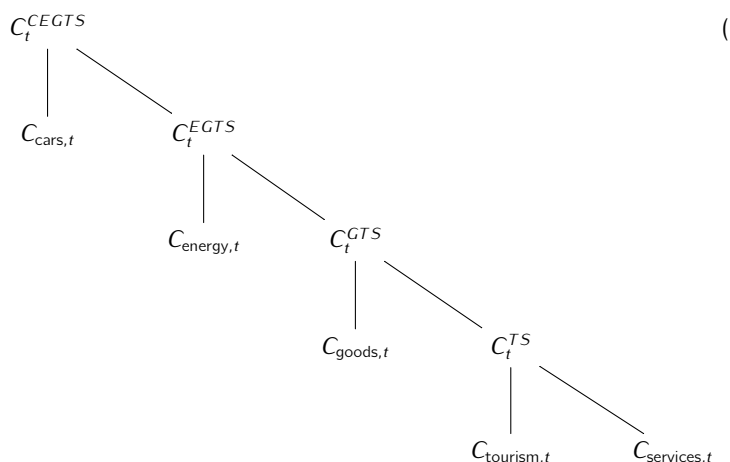 C_t^{CEGTS} (
C_{cars,t} C_t^{EGTS}
C_{energy,t} C_t^{GTS}
C_{goods,t} C_t^{TS}
C_{tourism,t} C_{services,t}